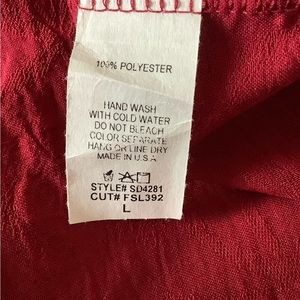 100% POLYESTER
HAND WASH
WITH COLD WATER
DO NOT BLEACH
COLOR SEPARATE
HANG OR LINE DRY
MADE IN U.S.A
STYLE# SD4281
CUT# FSL392
L